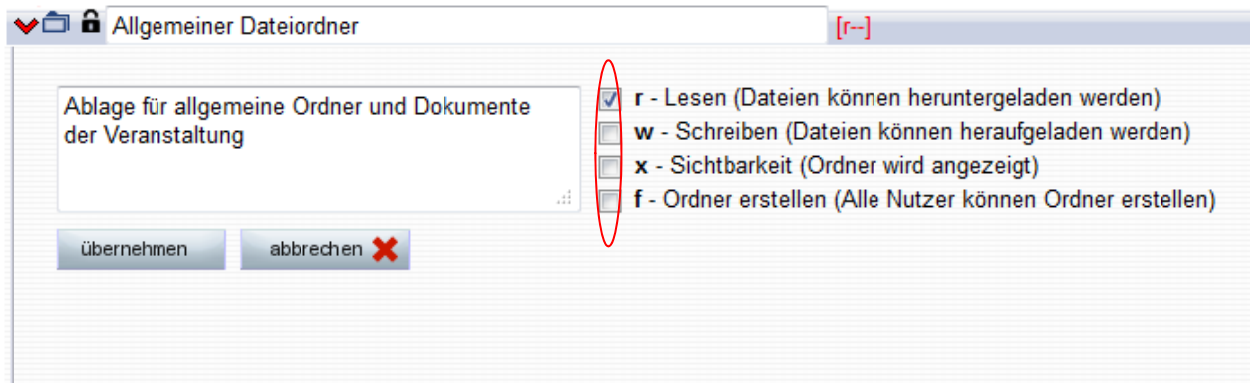 Allgemeiner Dateiordner [r--]
Ablage für allgemeine Ordner und Dokumente
der Veranstaltung
r - Lesen (Dateien können heruntergeladen werden)
w - Schreiben (Dateien können heraufgeladen werden)
x - Sichtbarkeit (Ordner wird angezeigt)
f - Ordner erstellen (Alle Nutzer können Ordner erstellen)
übernehmen abbrechen